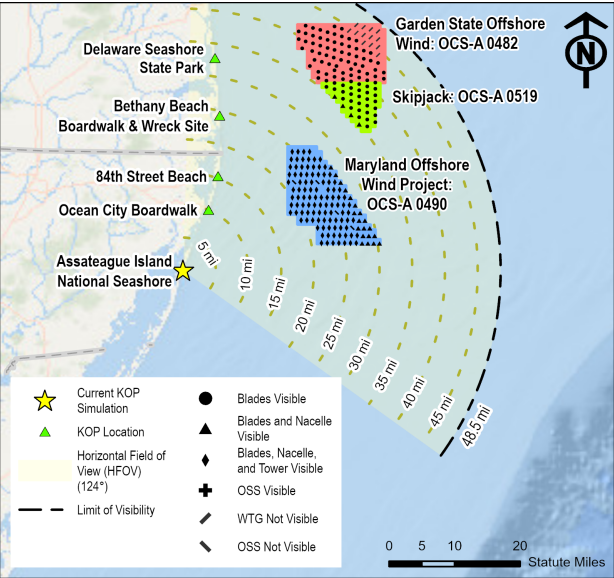 Garden State Offshore
Wind: OCS-A 0482
N
Delaware Seashore
State Park
Skipjack: OCS-A 0519
Bethany Beach
Boardwalk & Wreck Site
Maryland Offshore
Wind Project:
OCS-A 0490
84th Street Beach
Ocean City Boardwalk
Assateague Island
National Seashore
5 mi
10 mi
15 mi
20 mi
25 mi
30 mi
35 mi
40 mi
45 mi
48.5 mi
Current KOP
Simulation
KOP Location
Horizontal Field of
View (HFOV)
(124°)
Limit of Visibility
Blades Visible
Blades and Nacelle
Visible
Blades, Nacelle,
and Tower Visible
OSS Visible
WTG Not Visible
OSS Not Visible
0 5 10 20
Statute Miles